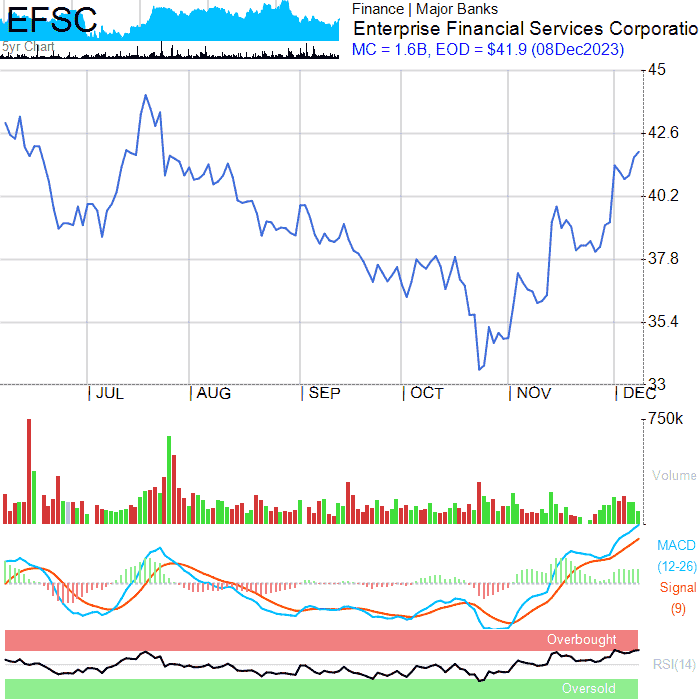 EFSC
5yr Chart
Finance | Major Banks
Enterprise Financial Services Corporatio
MC = 1.6B, EOD = $41.9 (08Dec2023)
45
42.6
40.2
37.8
35.4
33
JUL AUG SEP OCT NOV DEC
750k
Volume
MACD
(12-26)
Signal
(9)
Overbought
RSI(14)
Oversold